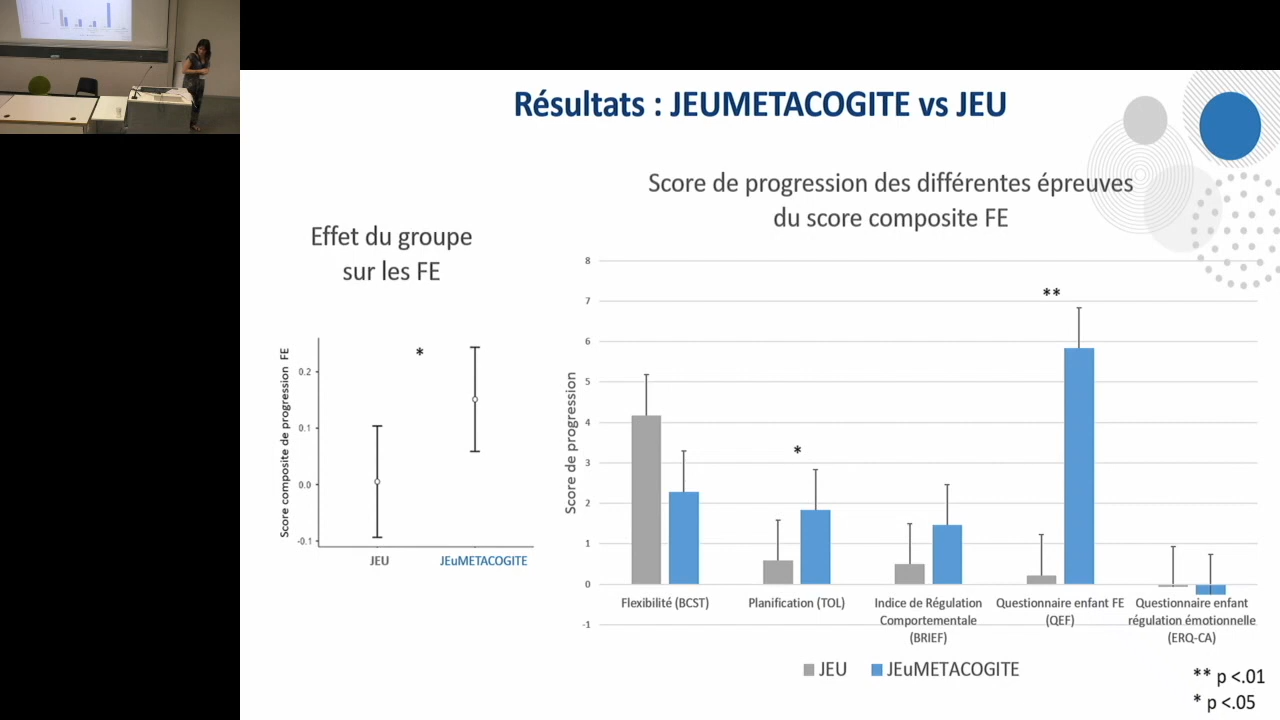 Résultats : JEUMETACOGITE vs JEU
Effet du groupe
sur les FE
Score composite de progression FE
0.2
0.1
0.0
-0.1
*
JEU
JEuMETACOGITE
Score de progression des différentes épreuves
du score composite FE
Score de progression
8
7
6
5
4
3
2
1
0
-1
*
**
Flexibilité (BCST)
Planification (TOL)
Indice de Régulation
Comportementale
(BRIEF)
Questionnaire enfant FE
(QEF)
Questionnaire enfant
régulation émotionnelle
(ERQ-CA)
JEU
JEuMETACOGITE
** p <.01
* p <.05